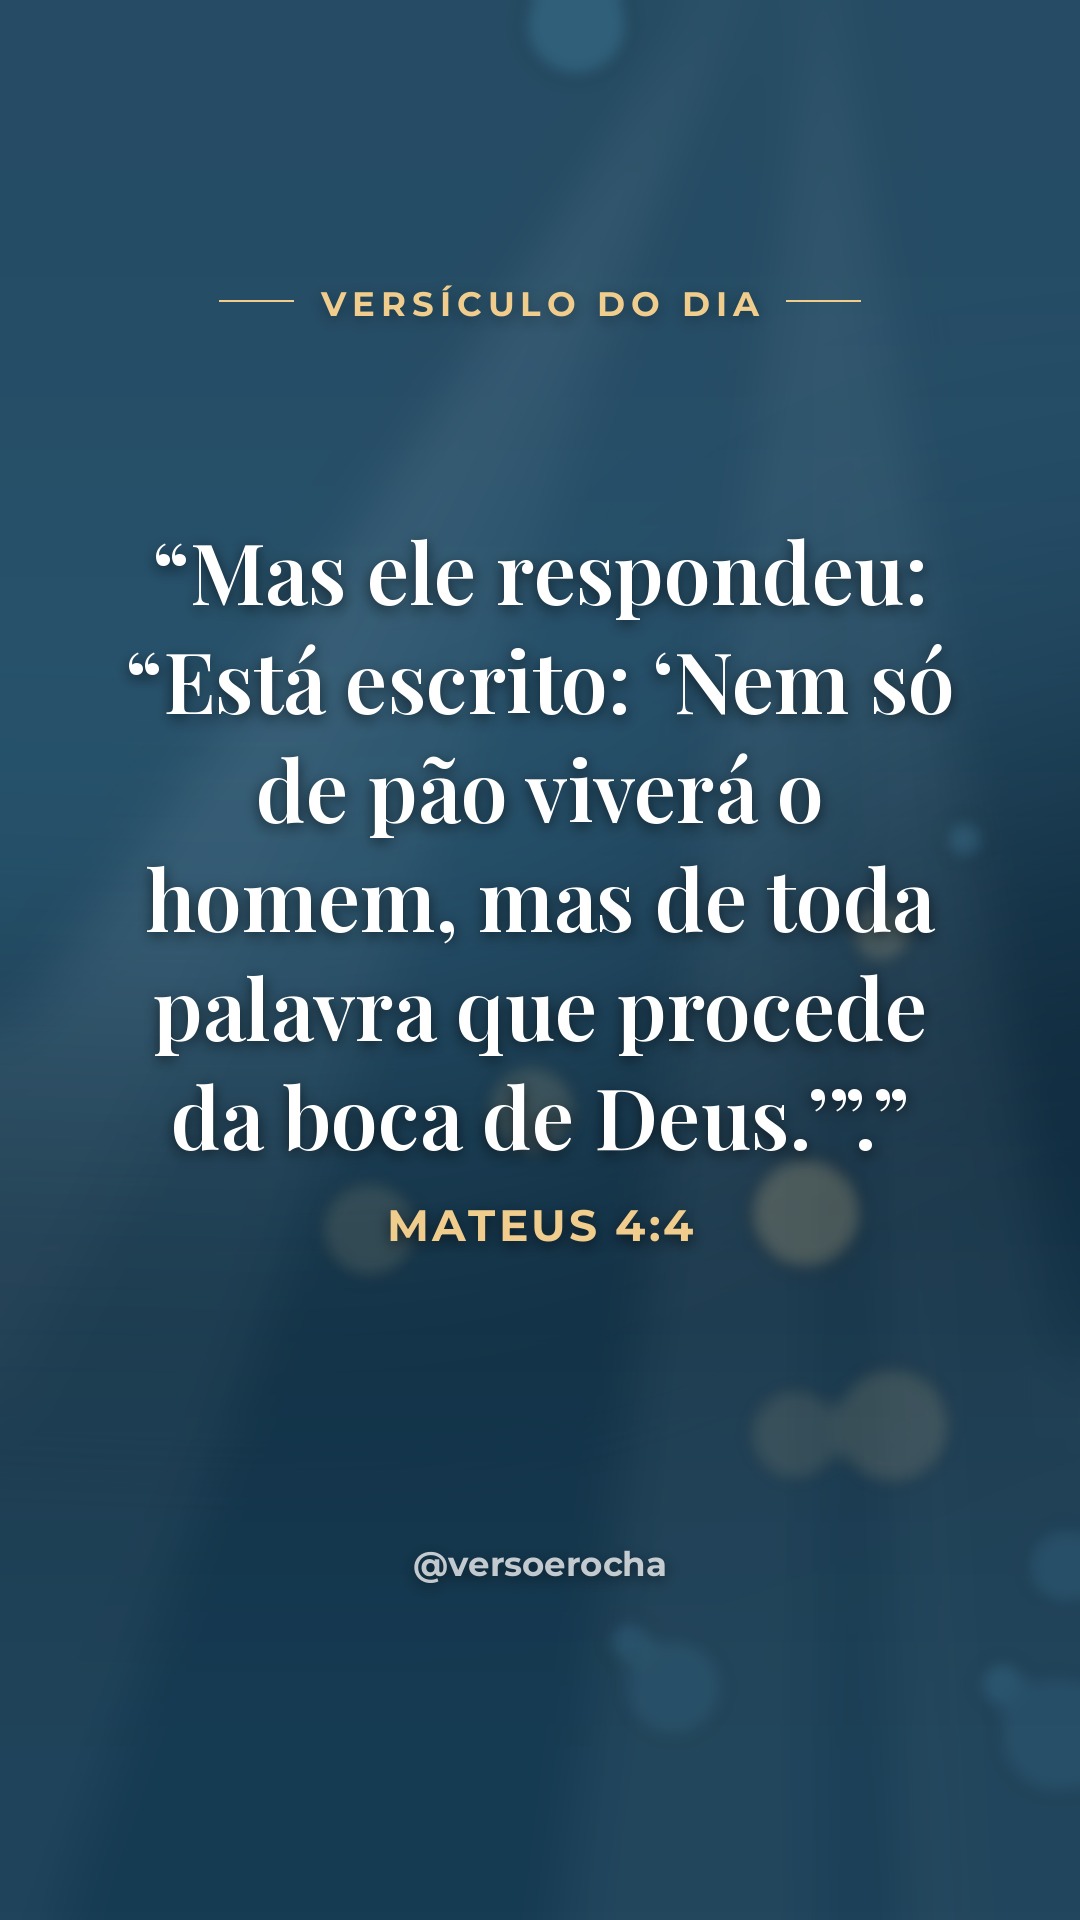 VERSÍCULO DO DIA
“Mas ele respondeu:
“Está escrito: ‘Nem só
de pão viverá o
homem, mas de toda
palavra que procede
da boca de Deus.’”.”
MATEUS 4:4
@versoerocha